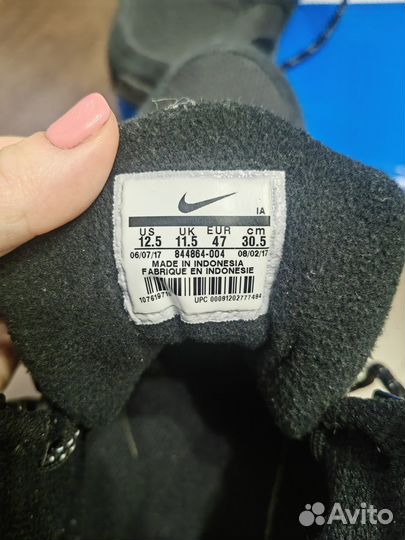 IA
US UK EUR cm
12.5 11.5 47 30.5
06/07/17 844864-004 08/02/17
MADE IN INDONESIA
FABRIQUE EN INDONESIE
UPC 00091202777494
Avito